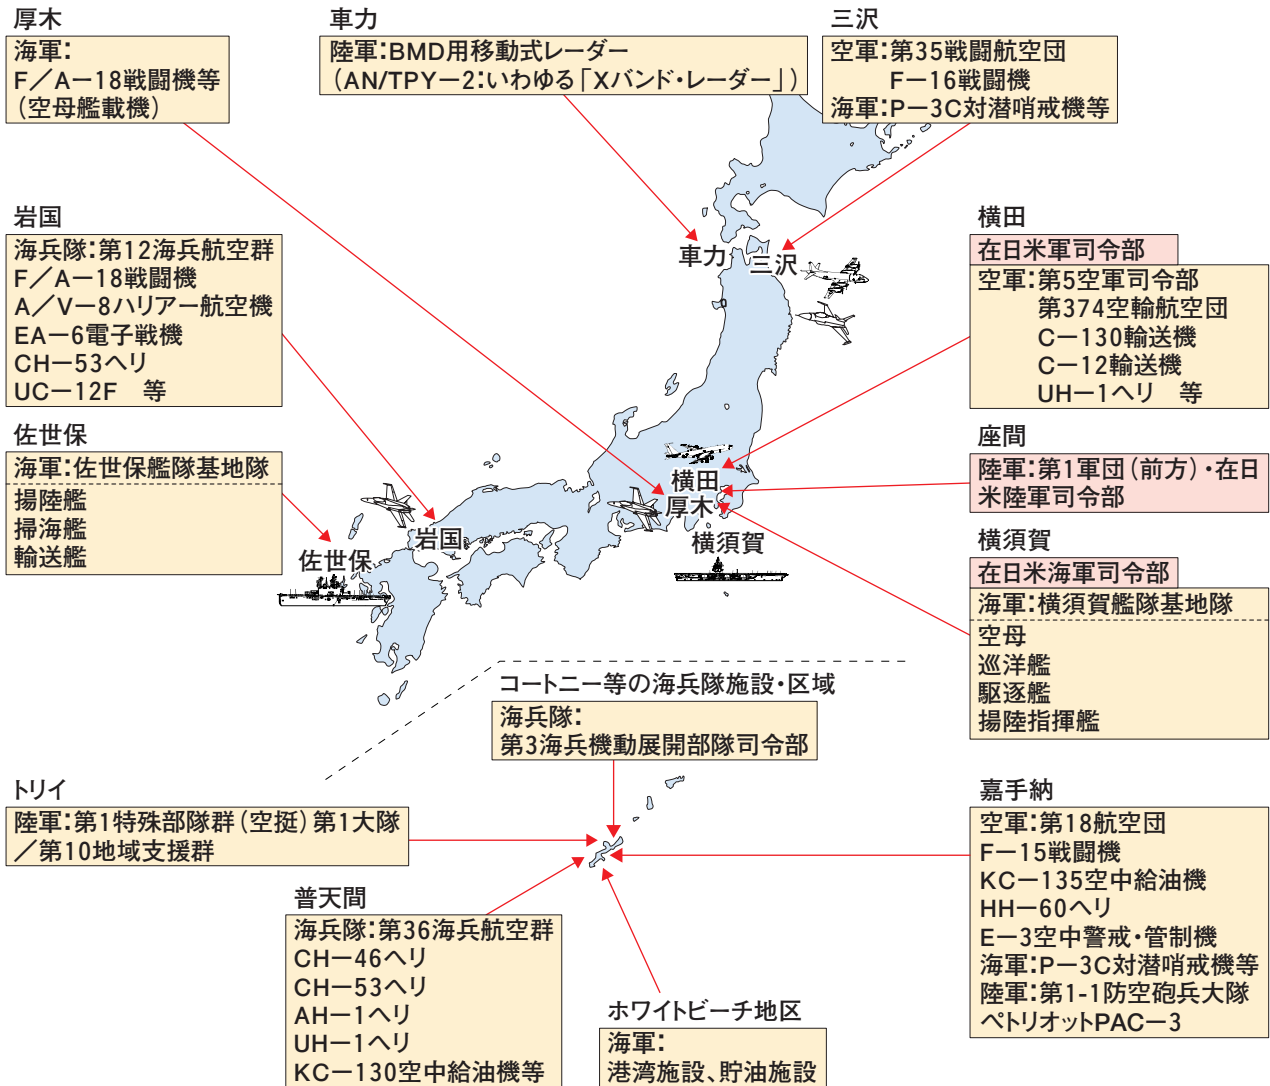 厚木
海軍：
F／A－18戦闘機等
（空母艦載機）
車力
陸軍：BMD用移動式レーダー
（AN/TPY－2：いわゆる「Xバンド・レーダー」）
三沢
空軍：第35戦闘航空団
F－16戦闘機
海軍：P－3C対潜哨戒機等
岩国
海兵隊：第12海兵航空群
F／A－18戦闘機
A／V－8ハリアー航空機
EA－6電子戦機
CH－53ヘリ
UC－12F　等
佐世保
海軍：佐世保艦隊基地隊
揚陸艦
掃海艦
輸送艦
車力
三沢
横田
厚木
横須賀
岩国
佐世保
横田
在日米軍司令部
空軍：第5空軍司令部
第374空輸航空団
C－130輸送機
C－12輸送機
UH－1ヘリ　等
座間
陸軍：第1軍団（前方）・在日
米陸軍司令部
横須賀
在日米海軍司令部
海軍：横須賀艦隊基地隊
空母
巡洋艦
駆逐艦
揚陸指揮艦
コートニー等の海兵隊施設・区域
海兵隊：
第3海兵機動展開部隊司令部
トリイ
陸軍：第1特殊部隊群（空挺）第1大隊
／第10地域支援群
普天間
海兵隊：第36海兵航空群
CH－46ヘリ
CH－53ヘリ
AH－1ヘリ
UH－1ヘリ
KC－130空中給油機等
ホワイトビーチ地区
海軍：
港湾施設、貯油施設
嘉手納
空軍：第18航空団
F－15戦闘機
KC－135空中給油機
HH－60ヘリ
E－3空中警戒・管制機
海軍：P－3C対潜哨戒機等
陸軍：第1-1防空砲兵大隊
ペトリオットPAC－3